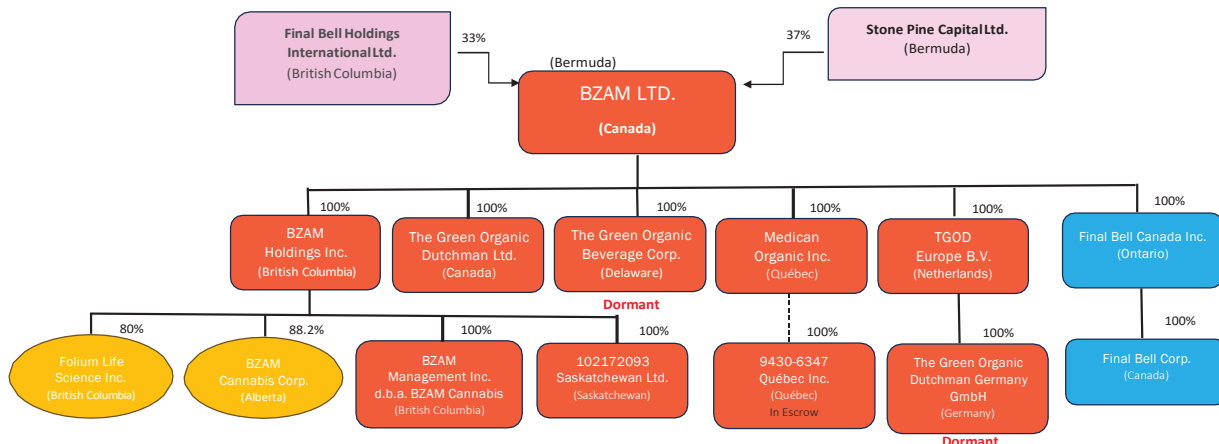 Final Bell Holdings
International Ltd.
(British Columbia)
33%
37%
Stone Pine Capital Ltd.
(Bermuda)
(Bermuda)
BZAM LTD.
(Canada)
100%
100%
100%
100%
100%
100%
BZAM
Holdings Inc.
(British Columbia)
The Green Organic
Dutchman Ltd.
(Canada)
The Green Organic
Beverage Corp.
(Delaware)
Dormant
Medican
Organic Inc.
(Québec)
TGOD
Europe B.V.
(Netherlands)
Final Bell Canada Inc.
(Ontario)
80%
88.2%
100%
100%
100%
100%
100%
Folium Life
Science Inc.
(British Columbia)
BZAM
Cannabis Corp.
(Alberta)
BZAM
Management Inc.
d.b.a. BZAM Cannabis
(British Columbia)
102172093
Saskatchewan Ltd.
(Saskatchewan)
9430-6347
Québec Inc.
(Québec)
In Escrow
The Green Organic
Dutchman Germany
GmbH
(Germany)
Dormant
Final Bell Corp.
(Canada)